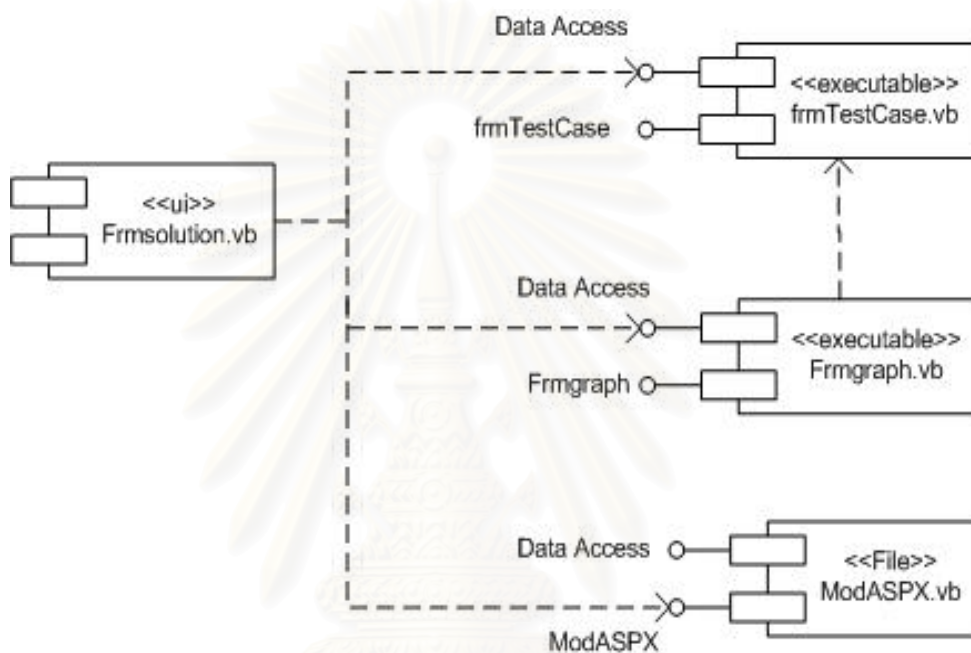 Data Access
<<executable>>
frmTestCase.vb
frmTestCase
<<ui>>
Frmsolution.vb
Data Access
<<executable>>
Frmgraph.vb
Frmgraph
Data Access
<<File>>
ModASPX.vb
ModASPX